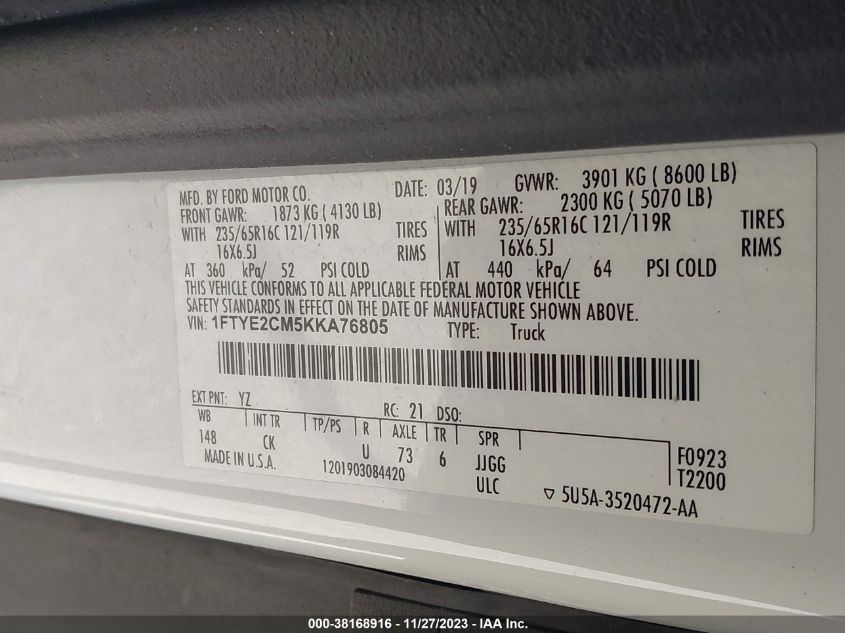 MFD. BY FORD MOTOR CO. DATE: 03/19 GVWR: 3901 KG ( 8600 LB)
FRONT GAWR: 1873 KG ( 4130 LB) REAR GAWR: 2300 KG ( 5070 LB)
WITH 235/65R16C 121/119R TIRES WITH 235/65R16C 121/119R TIRES
16X6.5J RIMS 16X6.5J RIMS
AT 360 kPa/ 52 PSI COLD AT 440 kPa/ 64 PSI COLD
THIS VEHICLE CONFORMS TO ALL APPLICABLE FEDERAL MOTOR VEHICLE
SAFETY STANDARDS IN EFFECT ON THE DATE OF MANUFACTURE SHOWN ABOVE.
VIN: 1FTYE2CM5KKA76805 TYPE: Truck
EXT PNT: YZ RC: 21 DSO:
WB INT TR TP/PS R AXLE TR SPR
148 CK U 73 6 JJGG F0923
MADE IN U.S.A. 1201903084420 ULC T2200
▽ 5U5A-3520472-AA
000-38168916 - 11/27/2023 - IAA Inc.